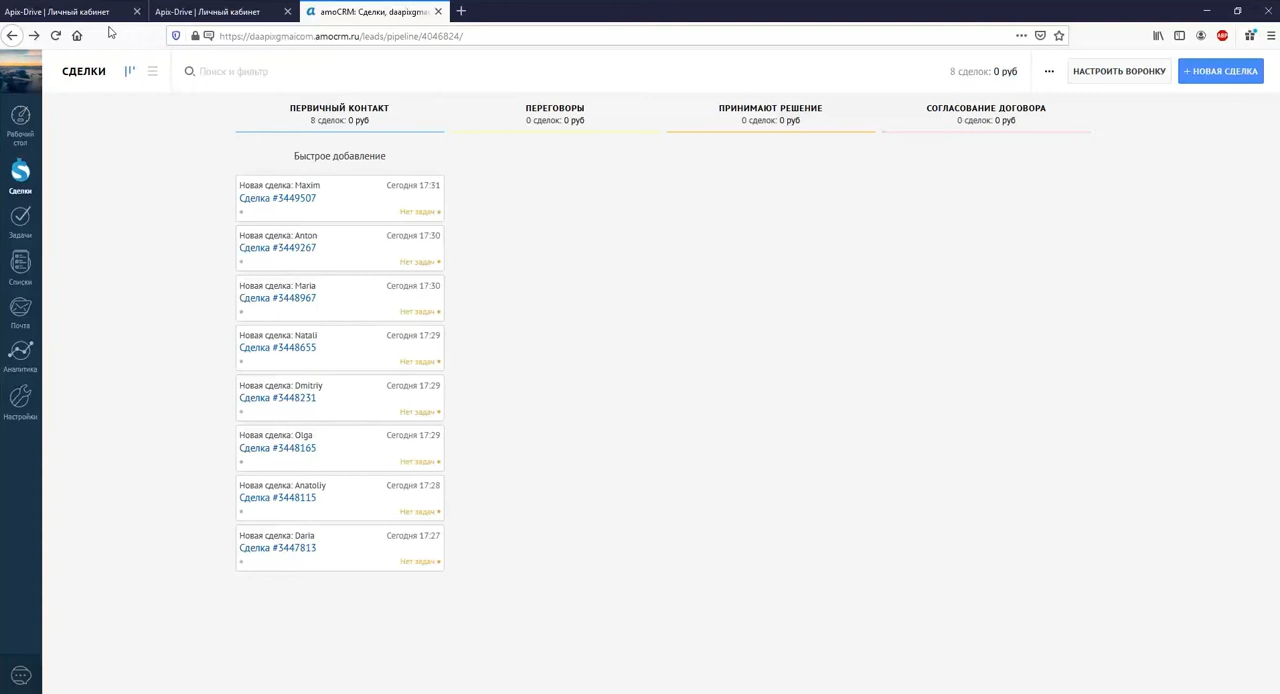 Apix-Drive | Личный кабинет
Apix-Drive | Личный кабинет
amoCRM: Сделки, daapixgma
https://daapixgmaicom.amocrm.ru/leads/pipeline/4046824/
ABP
СДЕЛКИ
Поиск и фильтр
8 сделок: 0 руб
НАСТРОИТЬ ВОРОНКУ
+ НОВАЯ СДЕЛКА
Рабочий
стол
Сделки
Задачи
Списки
Почта
Аналитика
Настройки
ПЕРВИЧНЫЙ КОНТАКТ
8 сделок: 0 руб
ПЕРЕГОВОРЫ
0 сделок: 0 руб
ПРИНИМАЮТ РЕШЕНИЕ
0 сделок: 0 руб
СОГЛАСОВАНИЕ ДОГОВОРА
0 сделок: 0 руб
Быстрое добавление
Новая сделка: Maxim Сегодня 17:31
Сделка #3449507
Нет задач
Новая сделка: Anton Сегодня 17:30
Сделка #3449267
Нет задач
Новая сделка: Maria Сегодня 17:30
Сделка #3448967
Нет задач
Новая сделка: Natali Сегодня 17:29
Сделка #3448655
Нет задач
Новая сделка: Dmitriy Сегодня 17:29
Сделка #3448231
Нет задач
Новая сделка: Olga Сегодня 17:29
Сделка #3448165
Нет задач
Новая сделка: Anatoliy Сегодня 17:28
Сделка #3448115
Нет задач
Новая сделка: Daria Сегодня 17:27
Сделка #3447813
Нет задач